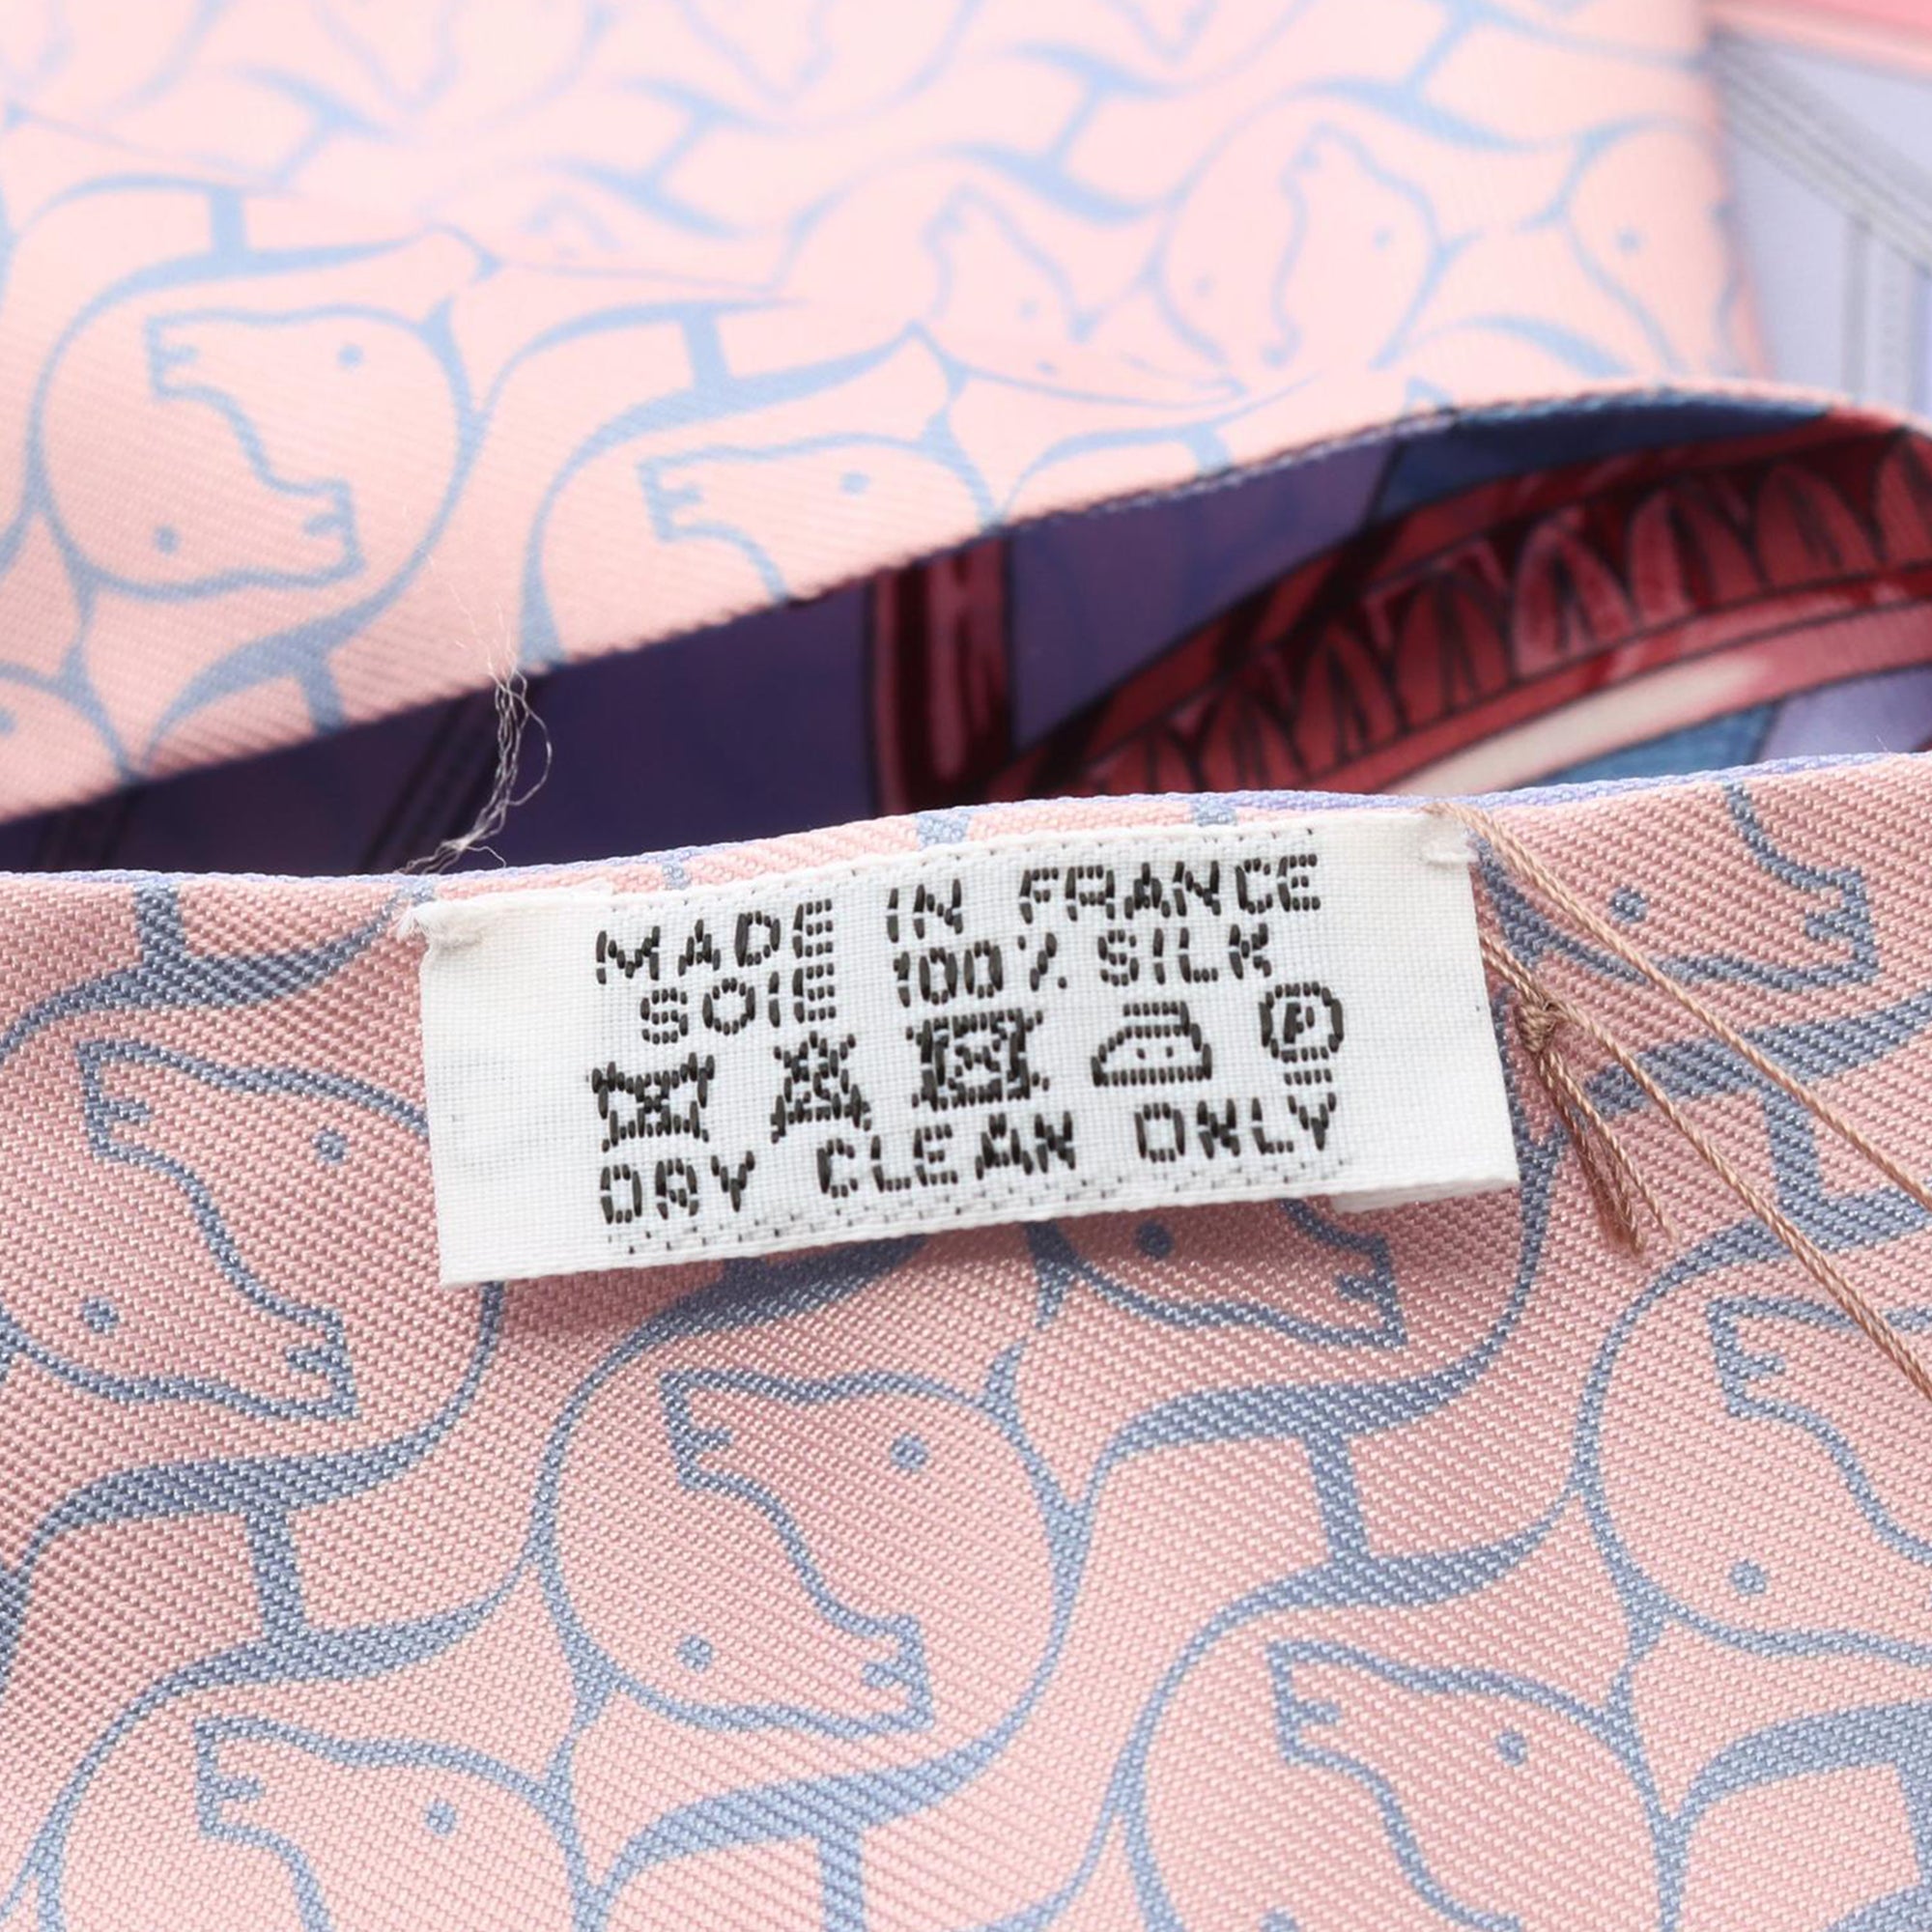 MADE IN FRANCE
SOIE 100% SILK
P
DRY CLEAN ONLY